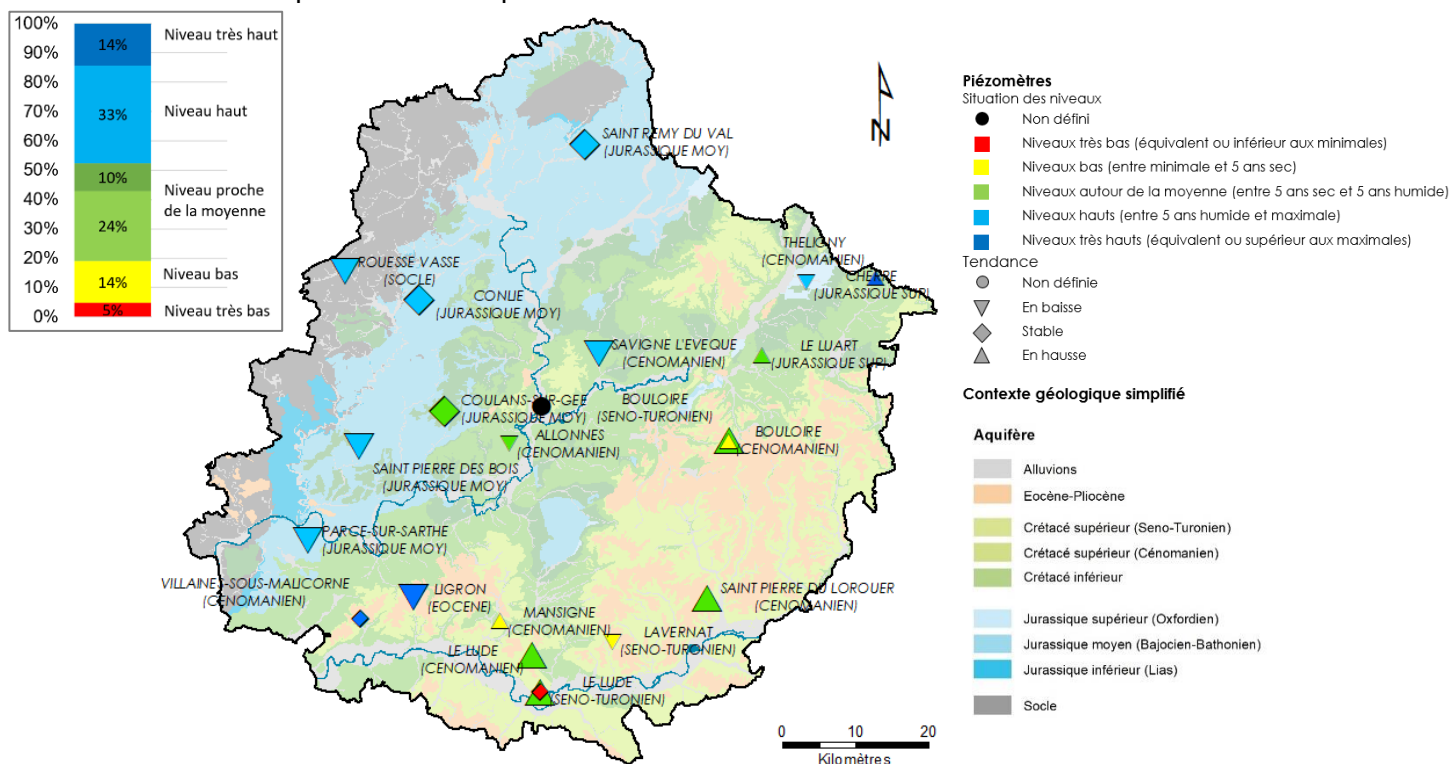 100%
90%
80%
70%
60%
50%
40%
30%
20%
10%
0%
14%
33%
10%
24%
14%
5%
Niveau très haut
Niveau haut
Niveau proche
de la moyenne
Niveau bas
Niveau très bas
N
SAINT REMY DU VAL
(JURASSIQUE MOY)
THELIGNY
(CENOMANIEN)
CHERRE
(JURASSIQUE SUP)
ROUESSE VASSE
(SOCLE)
CONLIE
(JURASSIQUE MOY)
SAVIGNE L'EVEQUE
(CENOMANIEN)
LE LUART
(JURASSIQUE SUP)
COULANS-SUR-GEE
(JURASSIQUE MOY)
BOULOIRE
(SENO-TURONIEN)
ALLONNES
(CENOMANIEN)
BOULOIRE
(CENOMANIEN)
SAINT PIERRE DES BOIS
(JURASSIQUE MOY)
PARCE-SUR-SARTHE
(JURASSIQUE MOY)
VILLAINES-SOUS-MALICORNE
(CENOMANIEN)
LIGRON
(EOCENE)
MANSIGNE
(CENOMANIEN)
SAINT PIERRE DU LOROUER
(CENOMANIEN)
LAVERNAT
(SENO-TURONIEN)
LE LUDE
(CENOMANIEN)
LE LUDE
(SENO-TURONIEN)
0 10 20
Kilomètres
Piézomètres
Situation des niveaux
Non défini
Niveaux très bas (équivalent ou inférieur aux minimales)
Niveaux bas (entre minimale et 5 ans sec)
Niveaux autour de la moyenne (entre 5 ans sec et 5 ans humide)
Niveaux hauts (entre 5 ans humide et maximale)
Niveaux très hauts (équivalent ou supérieur aux maximales)
Tendance
Non définie
En baisse
Stable
En hausse
Contexte géologique simplifié
Aquifère
Alluvions
Eocène-Pliocène
Crétacé supérieur (Seno-Turonien)
Crétacé supérieur (Cénomanien)
Crétacé inférieur
Jurassique supérieur (Oxfordien)
Jurassique moyen (Bajocien-Bathonien)
Jurassique inférieur (Lias)
Socle